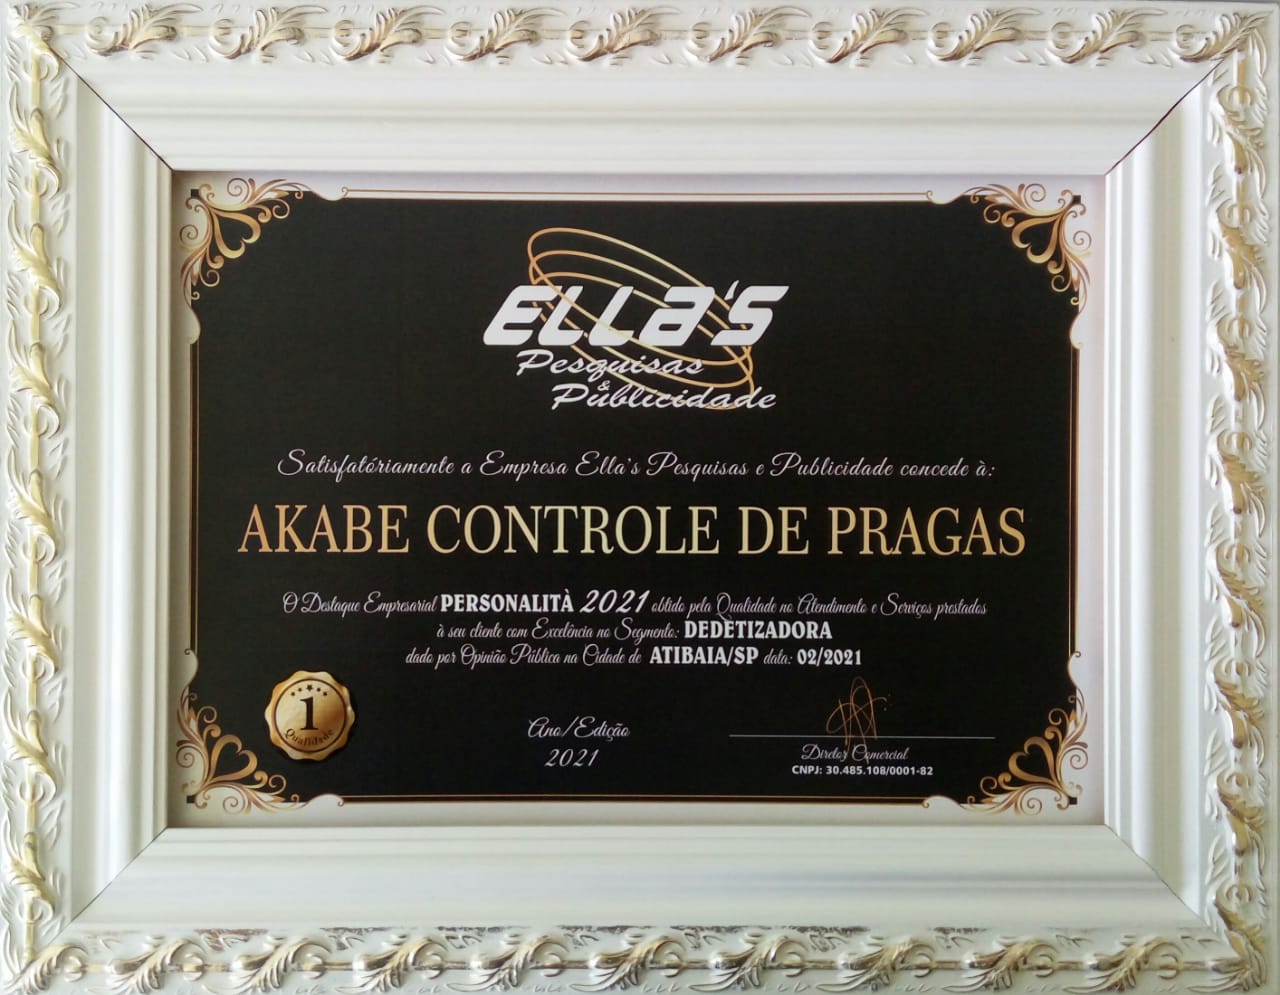 ELLA'S
Pesquisas
&
Publicidade
Satisfatóriamente a Empresa Ella's Pesquisas e Publicidade concede à:
AKABE CONTROLE DE PRAGAS
O Destaque Empresarial PERSONALITÀ 2021 obtido pela Qualidade no Atendimento e Serviços prestados
à seu cliente com Excelência no Segmento: DEDETIZADORA
dado por Opinião Pública na Cidade de ATIBAIA/SP data: 02/2021
1
Qualidade
Ano/Edição
2021
Diretor Comercial
CNPJ: 30.485.108/0001-82